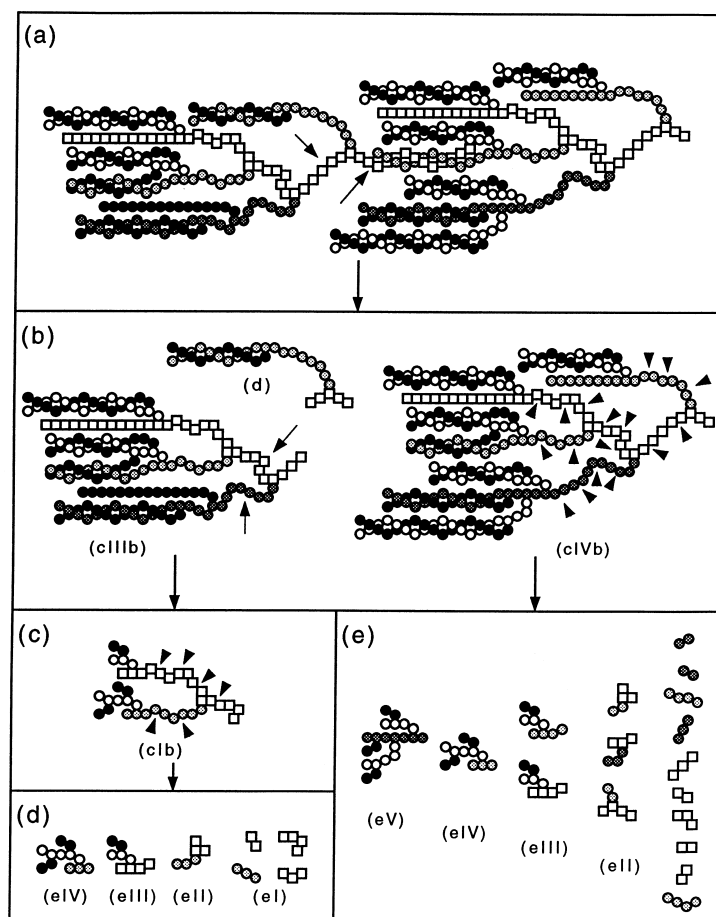 (a)
(b)
(d)
(cIIIb)
(cIVb)
(c)
(cIb)
(d)
(eIV)
(eIII)
(eII)
(eI)
(e)
(eV)
(eIV)
(eIII)
(eII)